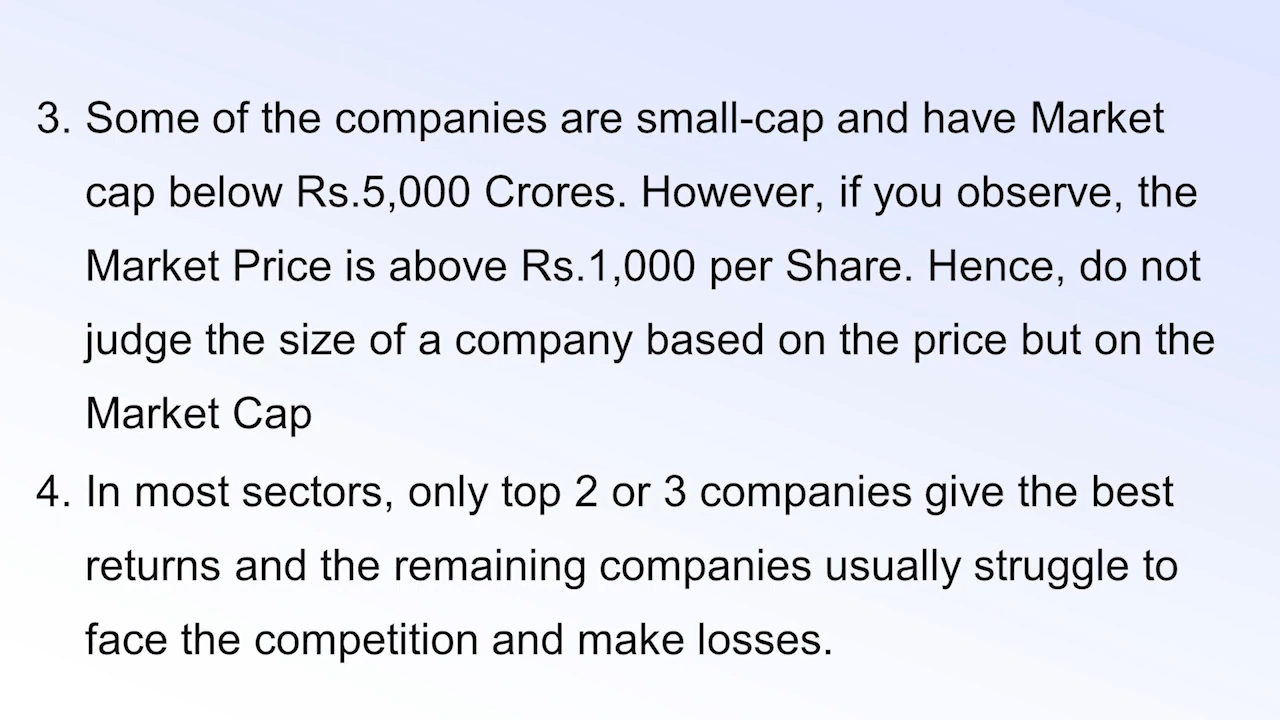 3. Some of the companies are small-cap and have Market
cap below Rs.5,000 Crores. However, if you observe, the
Market Price is above Rs.1,000 per Share. Hence, do not
judge the size of a company based on the price but on the
Market Cap
4. In most sectors, only top 2 or 3 companies give the best
returns and the remaining companies usually struggle to
face the competition and make losses.